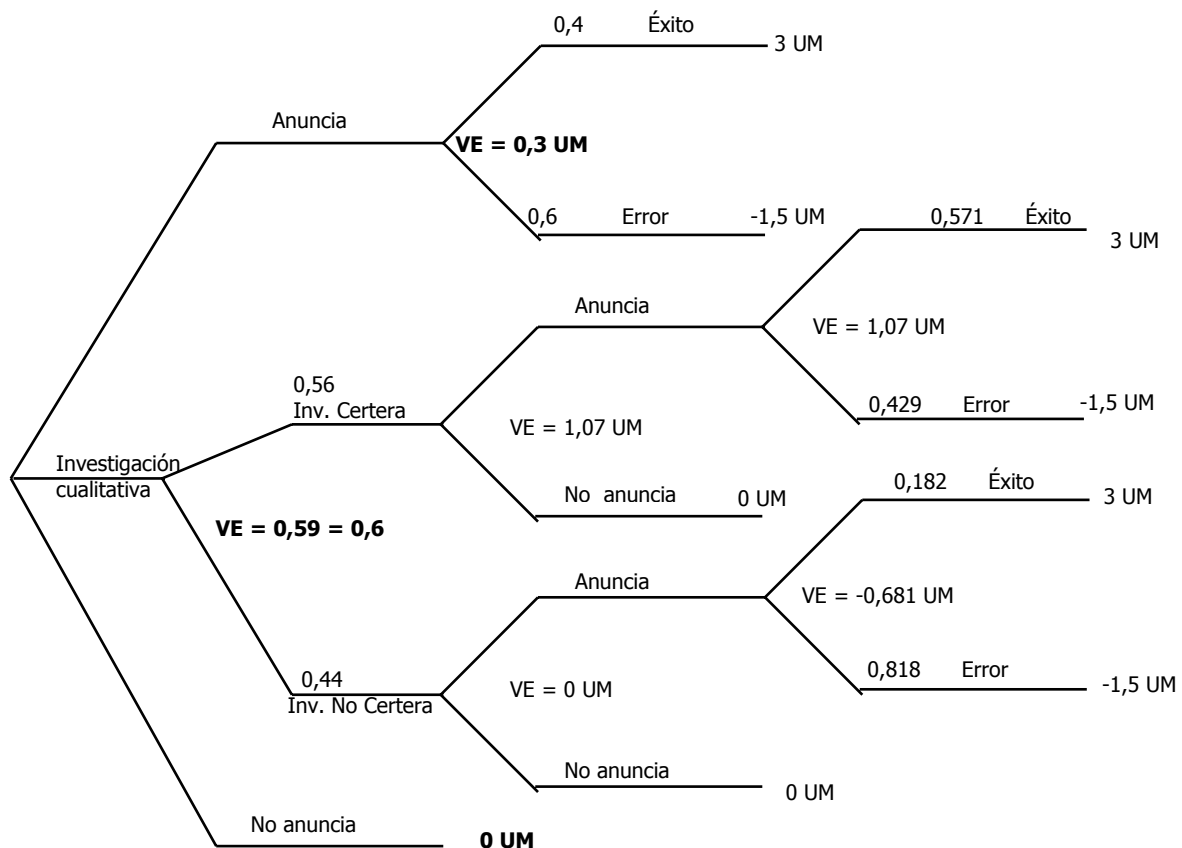 0,4 Éxito
3 UM
Anuncia
VE = 0,3 UM
0,6 Error -1,5 UM
0,571 Éxito
3 UM
Anuncia
VE = 1,07 UM
0,56
Inv. Certera
0,429 Error -1,5 UM
VE = 1,07 UM
Investigación
cualitativa
0,182 Éxito
3 UM
No anuncia 0 UM
VE = 0,59 = 0,6
Anuncia
VE = -0,681 UM
0,44
Inv. No Certera
VE = 0 UM
0,818 Error
-1,5 UM
No anuncia
0 UM
No anuncia
0 UM